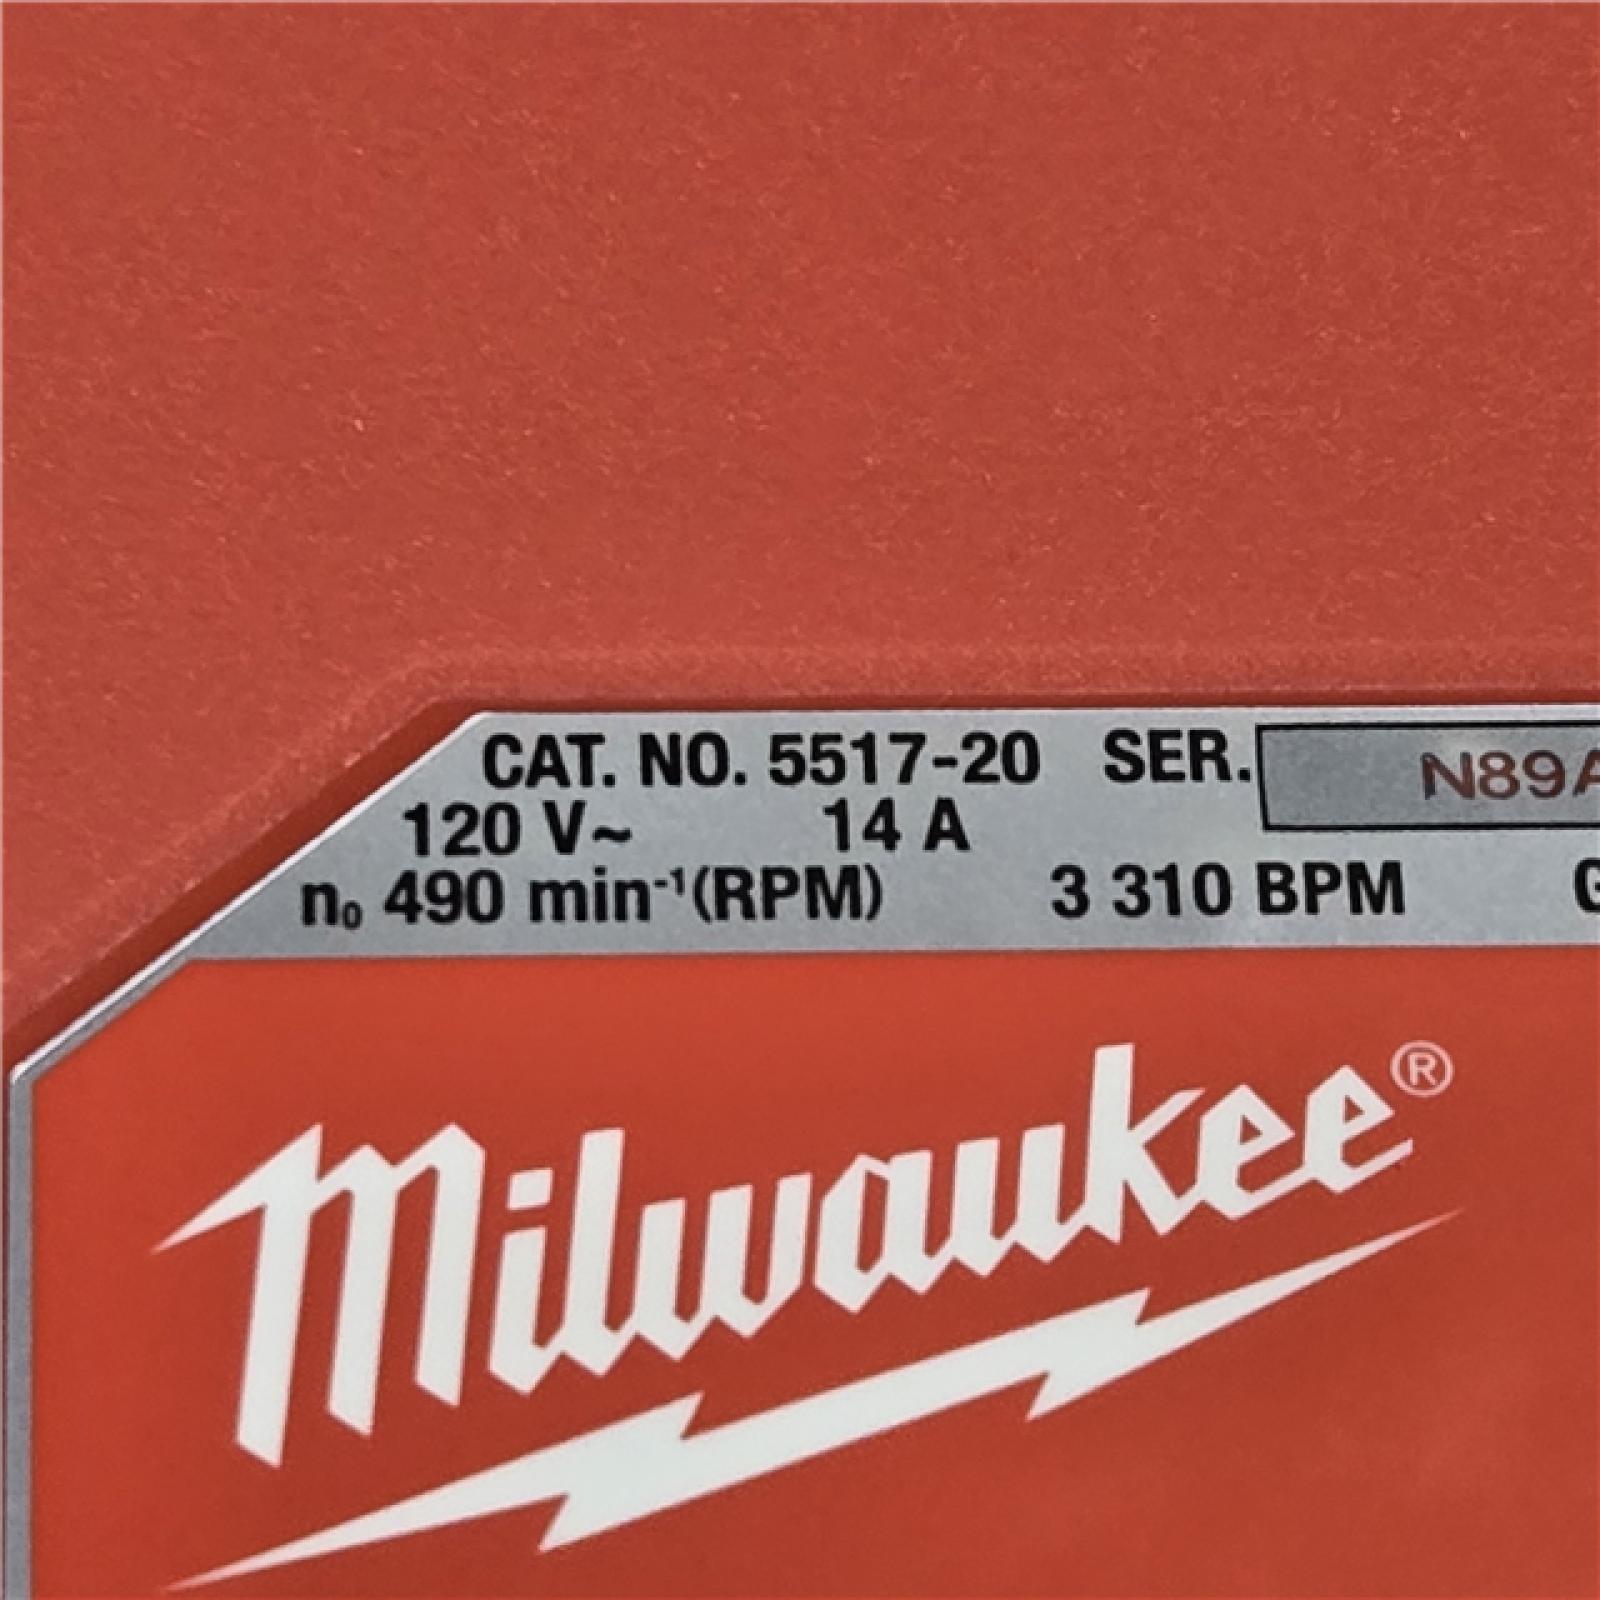 CAT. NO. 5517-20 SER. N89A
120 V~ 14 A
n₀ 490 min⁻¹(RPM) 3 310 BPM
Milwaukee®